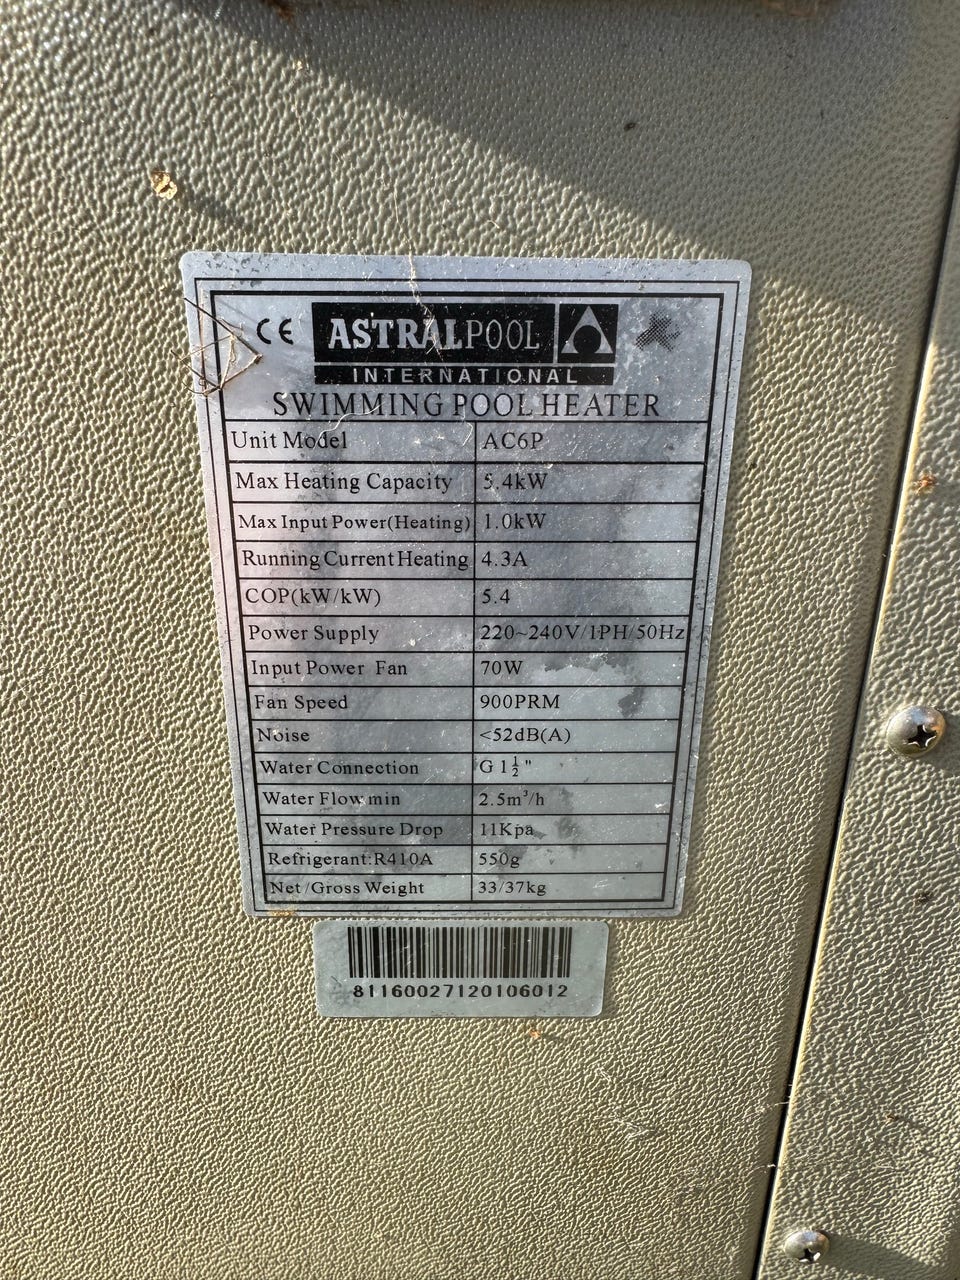 CE ASTRALPOOL
INTERNATIONAL
SWIMMING POOL HEATER
Unit Model AC6P
Max Heating Capacity 5.4kW
Max Input Power(Heating) 1.0kW
Running Current Heating 4.3A
COP(kW/kW) 5.4
Power Supply 220~240V/1PH/50Hz
Input Power Fan 70W
Fan Speed 900PRM
Noise <52dB(A)
Water Connection G 1½"
Water Flow min 2.5m³/h
Water Pressure Drop 11Kpa
Refrigerant:R410A 550g
Net/Gross Weight 33/37kg
81160027120106012